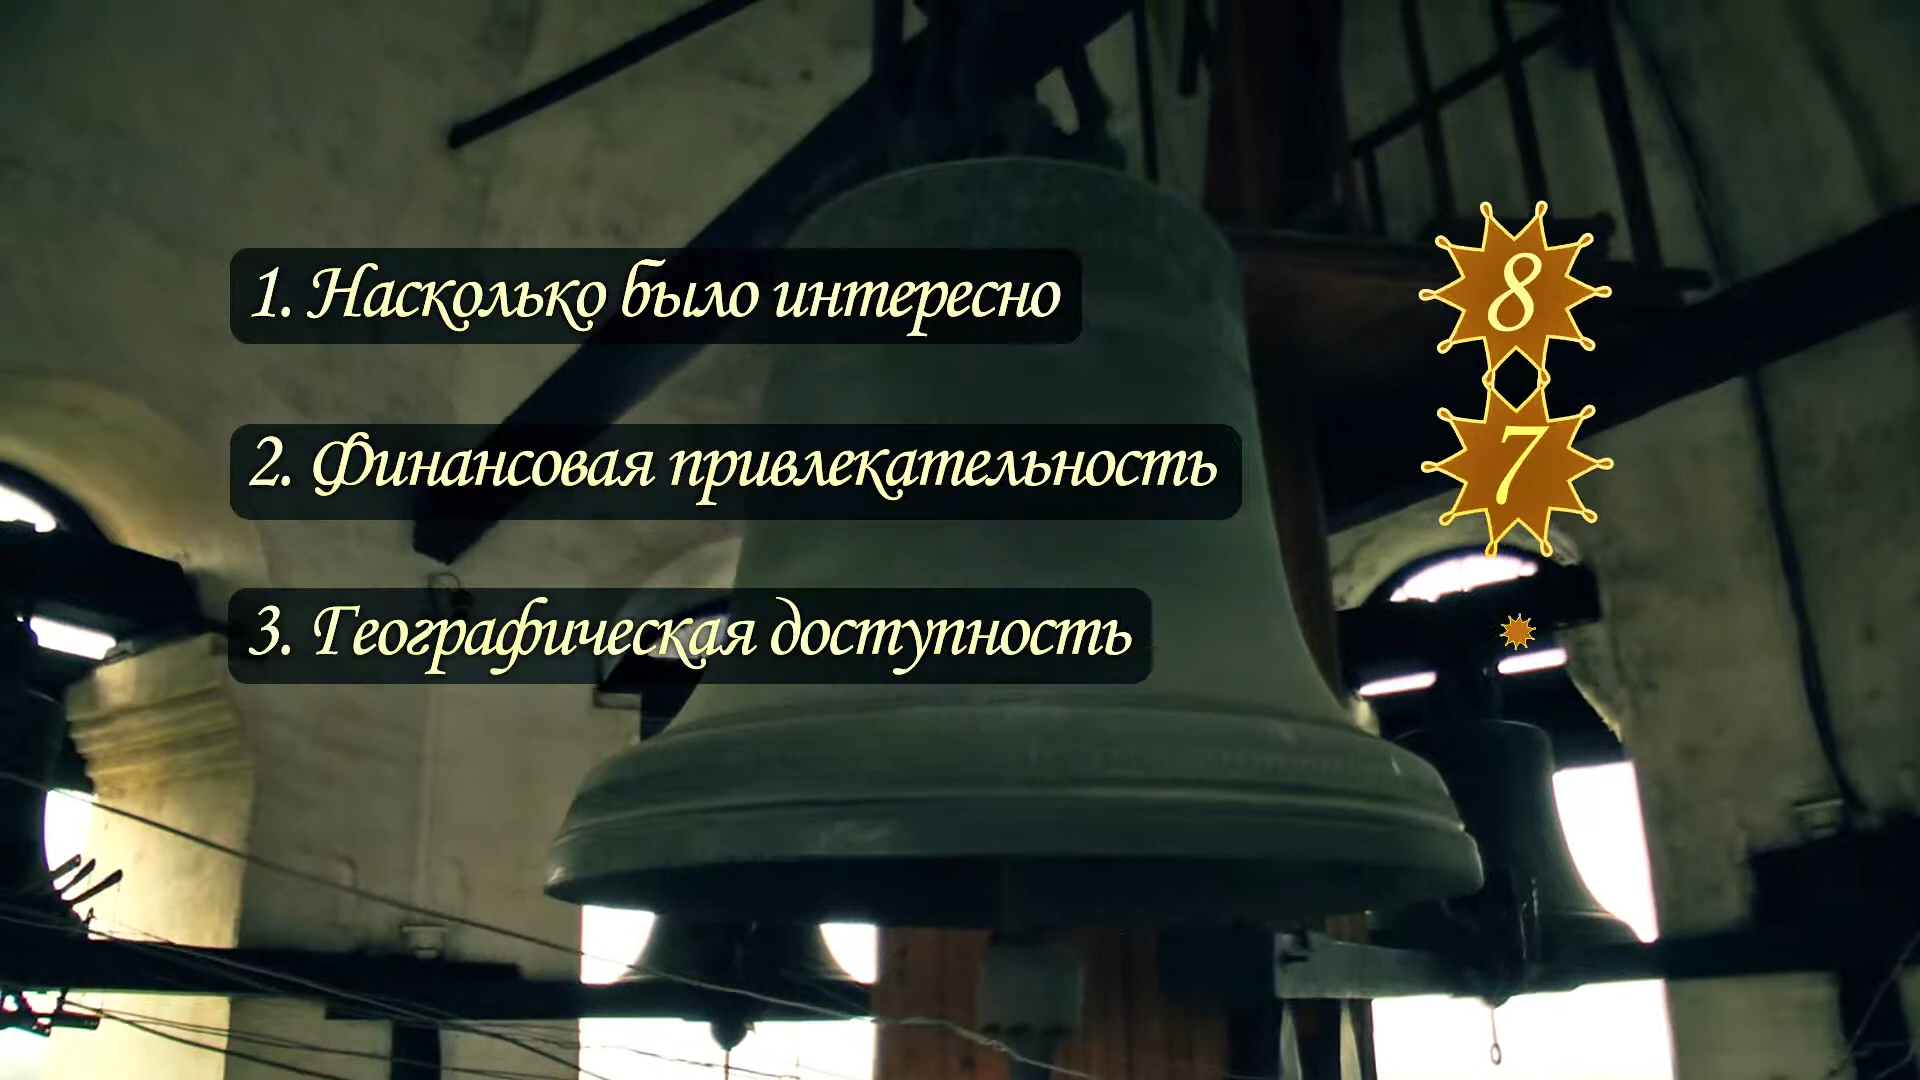 1. Насколько было интересно 8
2. Финансовая привлекательность 7
3. Географическая доступность